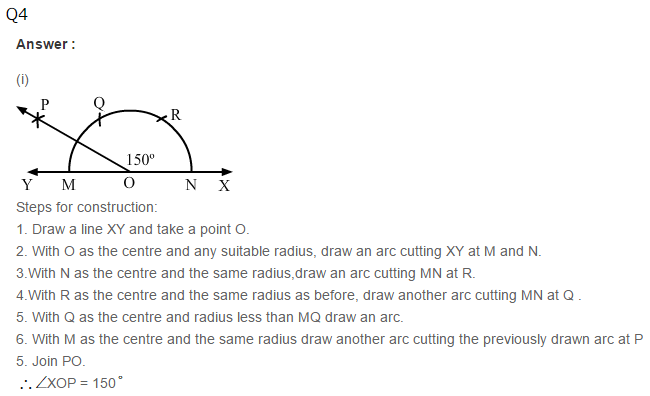 Q4
Answer :
(i)
P
Q
R
150º
Y
M
O
N
X
Steps for construction:
1. Draw a line XY and take a point O.
2. With O as the centre and any suitable radius, draw an arc cutting XY at M and N.
3.With N as the centre and the same radius,draw an arc cutting MN at R.
4.With R as the centre and the same radius as before, draw another arc cutting MN at Q .
5. With Q as the centre and radius less than MQ draw an arc.
6. With M as the centre and the same radius draw another arc cutting the previously drawn arc at P
5. Join PO.
∴∠XOP = 150˚